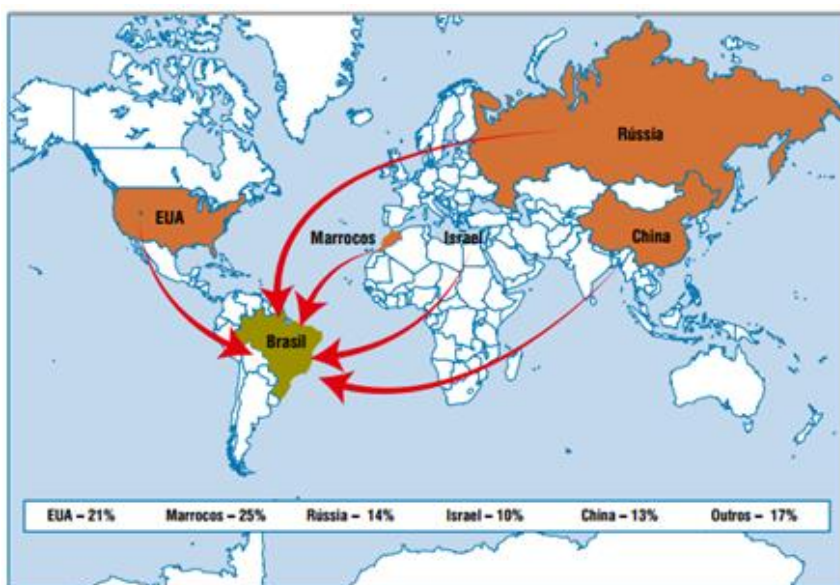 Rússia
EUA
Marrocos
Israel
China
Brasil
EUA – 21% Marrocos – 25% Rússia – 14% Israel – 10% China – 13% Outros – 17%